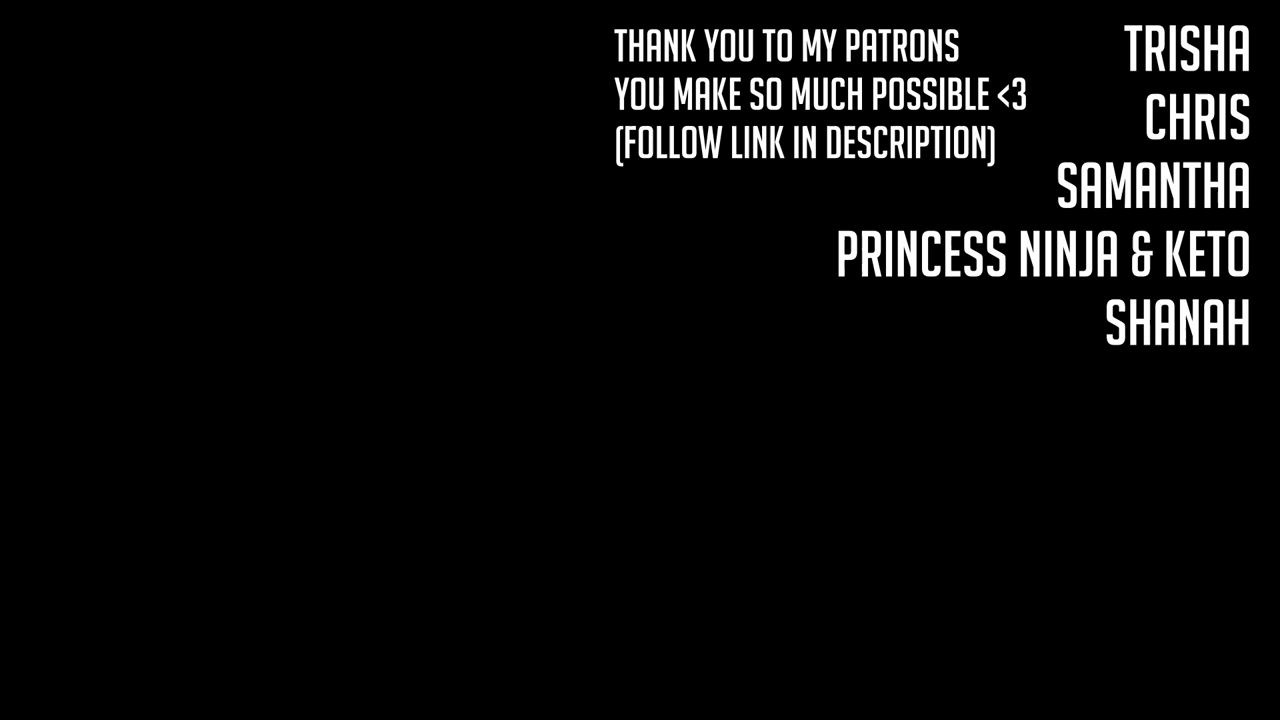 THANK YOU TO MY PATRONS
YOU MAKE SO MUCH POSSIBLE <3
(FOLLOW LINK IN DESCRIPTION)
TRISHA
CHRIS
SAMANTHA
PRINCESS NINJA & KETO
SHANAH